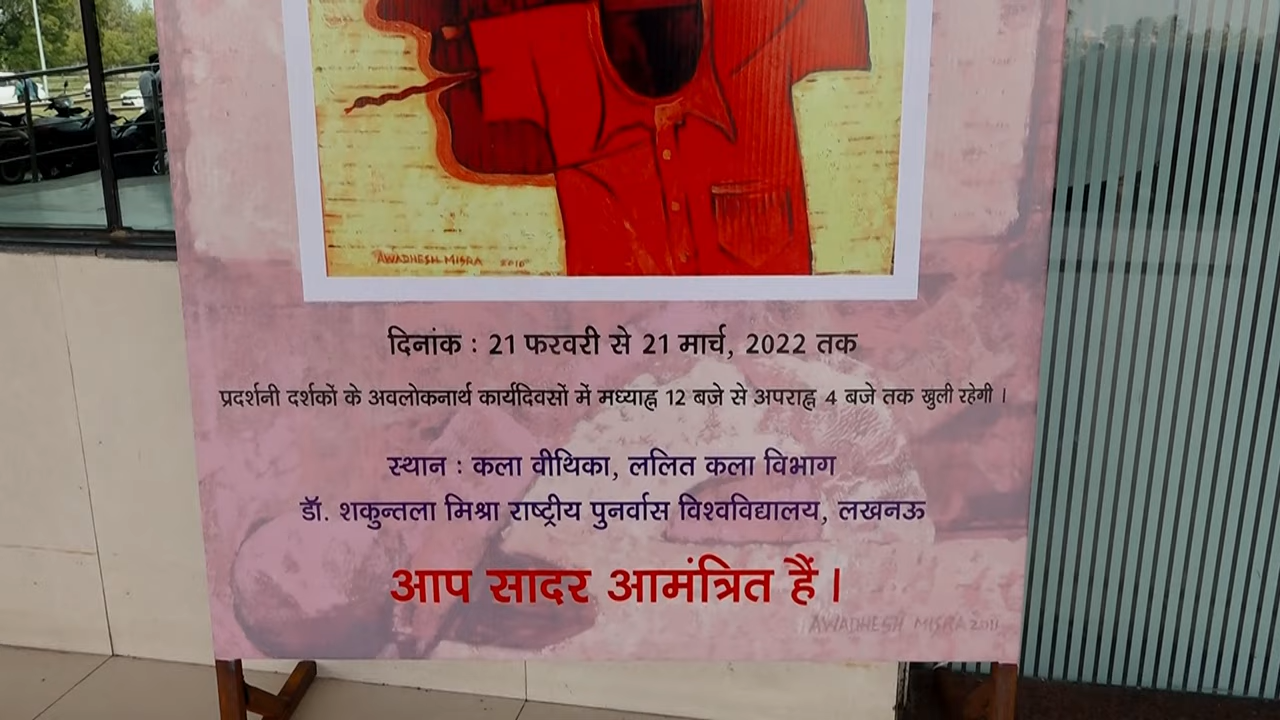 AWADHESH MISRA 2010
दिनांक : 21 फरवरी से 21 मार्च, 2022 तक
प्रदर्शनी दर्शकों के अवलोकनार्थ कार्यदिवसों में मध्याह्न 12 बजे से अपराह्न 4 बजे तक खुली रहेगी ।
स्थान : कला वीथिका, ललित कला विभाग
डॉ. शकुन्तला मिश्रा राष्ट्रीय पुनर्वास विश्वविद्यालय, लखनऊ
आप सादर आमंत्रित हैं ।
AWADHESH MISRA